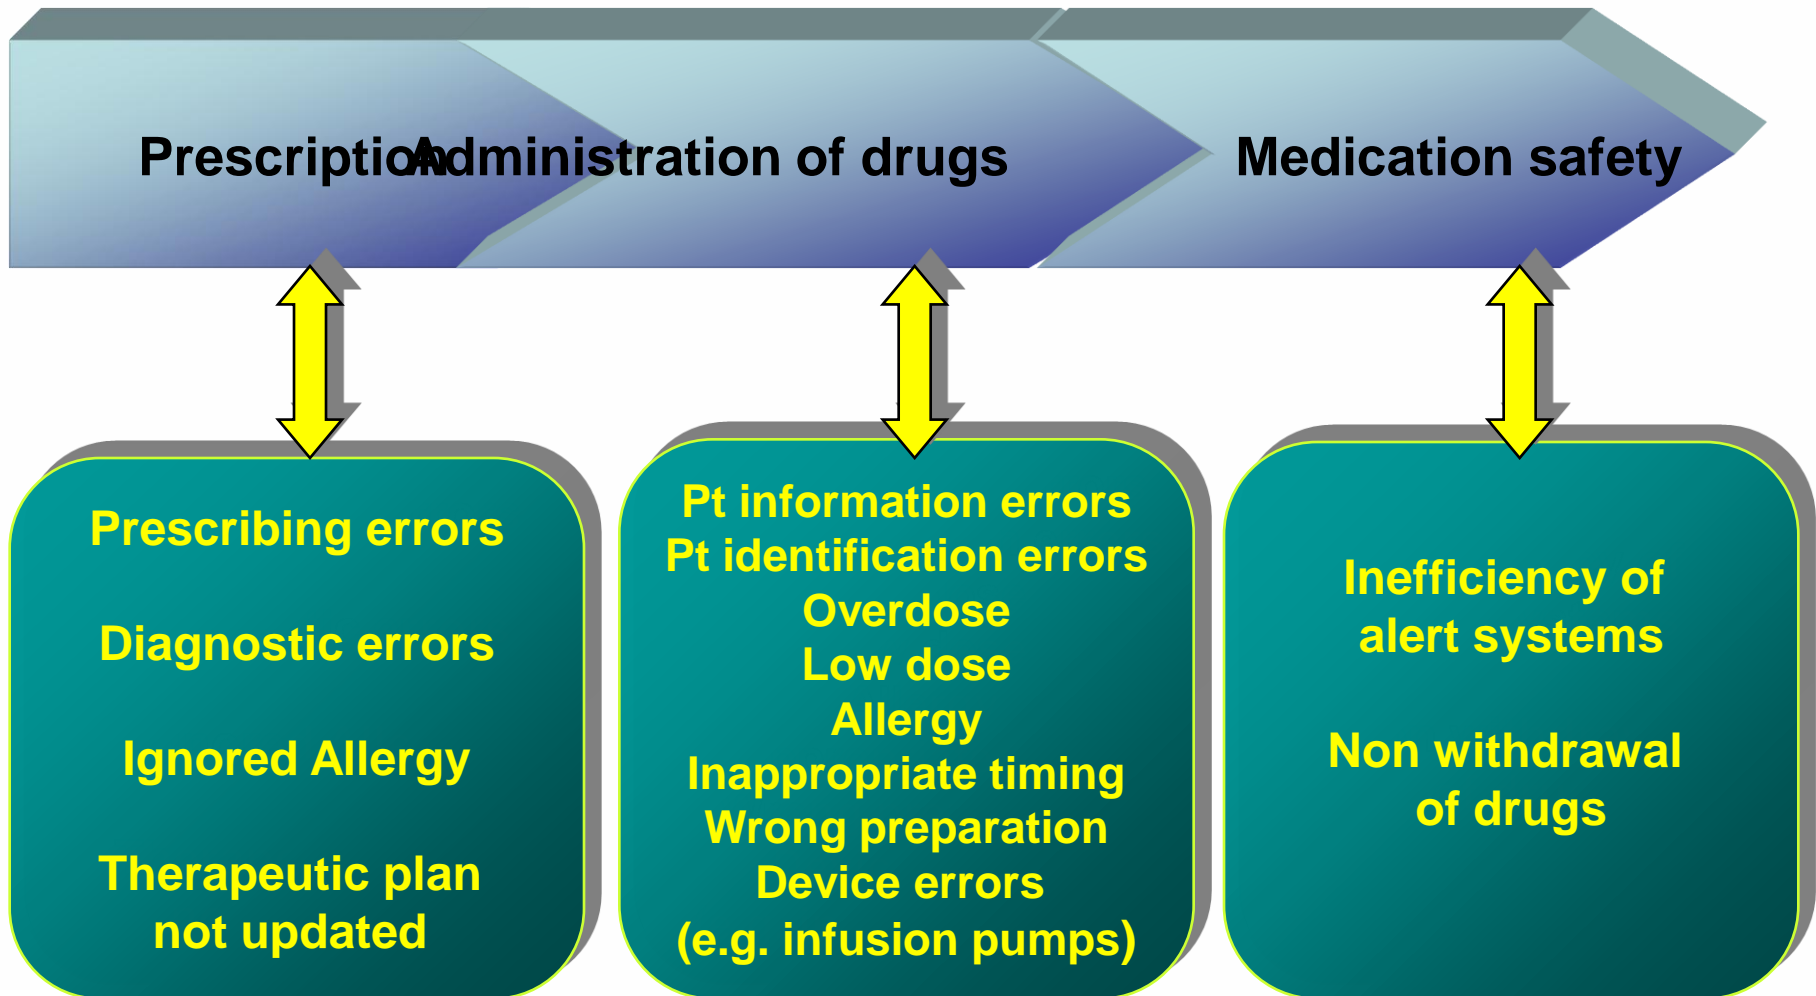 Prescription
Administration of drugs
Medication safety
Prescribing errors
Diagnostic errors
Ignored Allergy
Therapeutic plan
not updated
Pt information errors
Pt identification errors
Overdose
Low dose
Allergy
Inappropriate timing
Wrong preparation
Device errors
(e.g. infusion pumps)
Inefficiency of
alert systems
Non withdrawal
of drugs